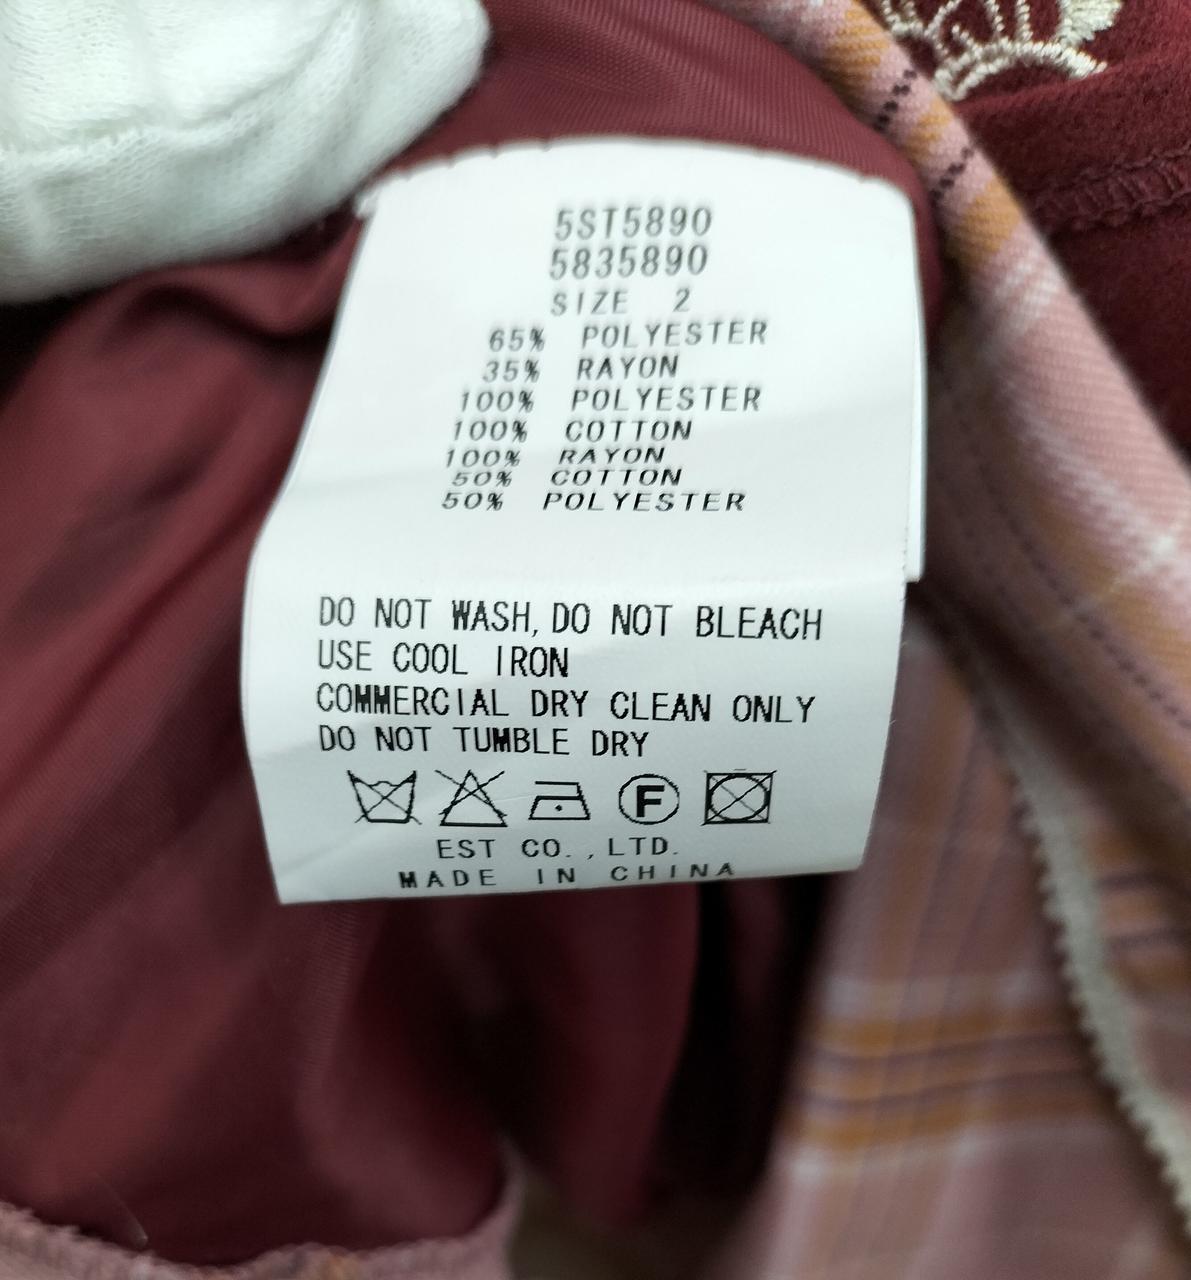 5ST5890
5835890
SIZE 2
65% POLYESTER
35% RAYON
100% POLYESTER
100% COTTON
100% RAYON
50% COTTON
50% POLYESTER
DO NOT WASH, DO NOT BLEACH
USE COOL IRON
COMMERCIAL DRY CLEAN ONLY
DO NOT TUMBLE DRY
F
EST CO., LTD.
MADE IN CHINA